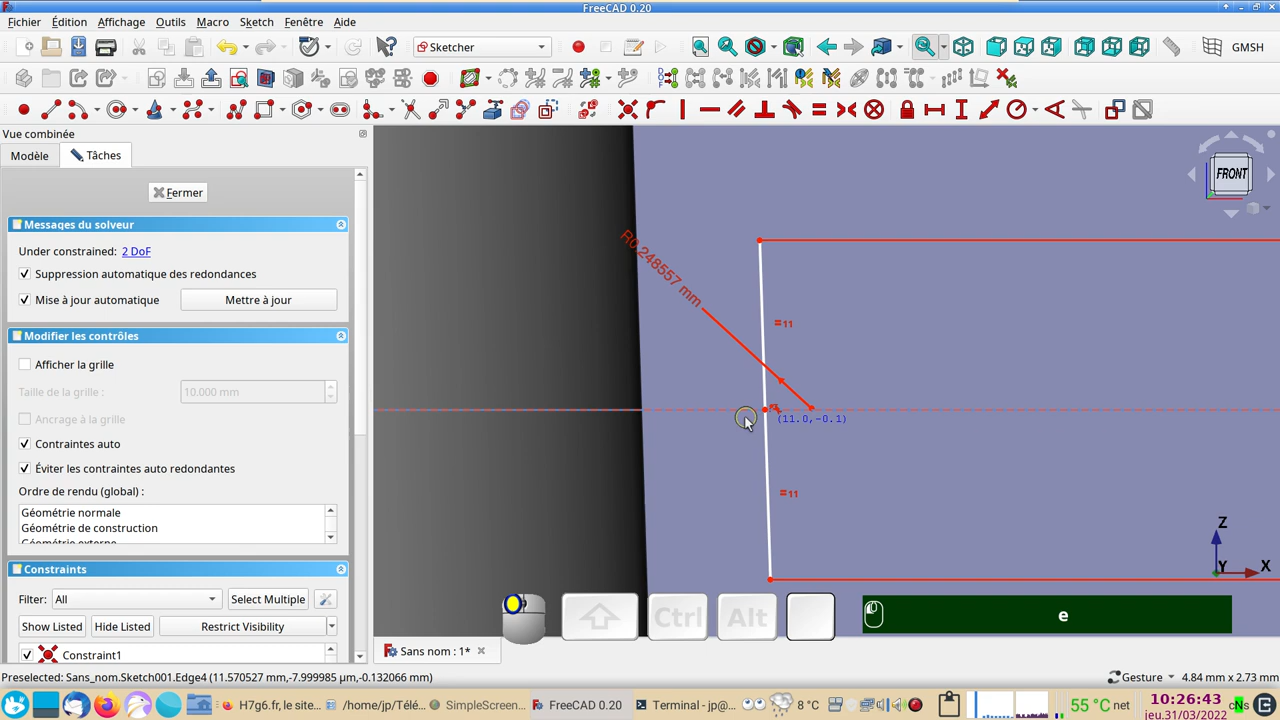 FreeCAD 0.20
Fichier Édition Affichage Outils Macro Sketch Fenêtre Aide
Sketcher
GMSH
Vue combinée
Modèle Tâches
Fermer
Messages du solveur
Under constrained: 2 DoF
Suppression automatique des redondances
Mise à jour automatique Mettre à jour
Modifier les contrôles
Afficher la grille
Taille de la grille : 10.000 mm
Ancrage à la grille
Contraintes auto
Éviter les contraintes auto redondantes
Ordre de rendu (global) :
Géométrie normale
Géométrie de construction
Géométrie externe
Constraints
Filter: All Select Multiple
Show Listed Hide Listed Restrict Visibility
Constraint1
FRONT
R0.248557 mm
=11
(11.0,-0.1)
=11
Z
Y X
Ctrl Alt
e
Sans nom : 1*
Preselected: Sans_nom.Sketch001.Edge4 (11.570527 mm,-7.999985 µm,-0.132066 mm)
Gesture 4.84 mm x 2.73 mm
H7g6.fr, le site... /home/jp/Télé... SimpleScreen... FreeCAD 0.20 Terminal - jp@... 8°C 55 °C net 10:26:43 cNs
jeu.31/03/2022